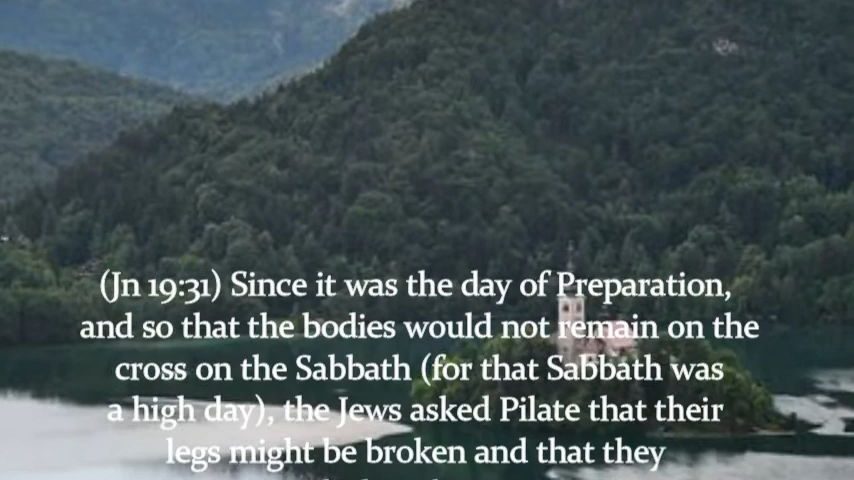 (Jn 19:31) Since it was the day of Preparation,
and so that the bodies would not remain on the
cross on the Sabbath (for that Sabbath was
a high day), the Jews asked Pilate that their
legs might be broken and that they